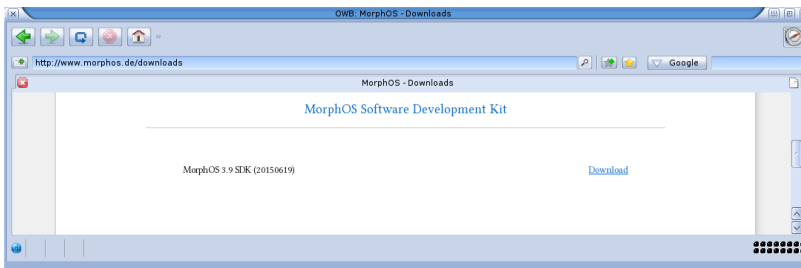 OWB: MorphOS - Downloads
http://www.morphos.de/downloads
Google
MorphOS - Downloads
MorphOS Software Development Kit
MorphOS 3.9 SDK (20150619) Download